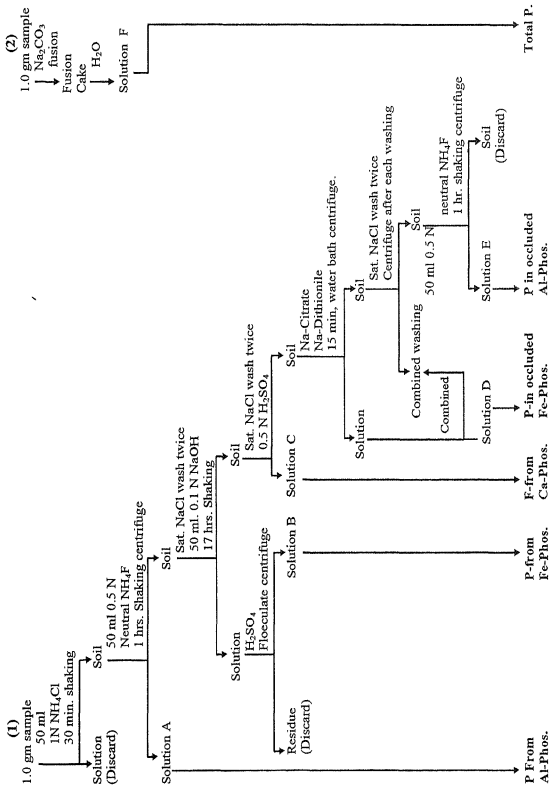 (1)
1.0 gm sample
50 ml
1N NH₄Cl
30 min. shaking
Solution
(Discard)
Soil
50 ml 0.5 N
Neutral NH₄F
1 hrs. Shaking centrifuge
Solution A
Soil
Sat. NaCl wash twice
50 ml. 0.1 N NaOH
17 hrs. Shaking
Solution
H₂SO₄
Floeculate centrifuge
Residue
(Discard)
Solution B
Soil
Sat. NaCl wash twice
0.5 N H₂SO₄
Solution C
Soil
Na-Citrate
Na-Dithionile
15 min, water bath centrifuge.
Solution
Soil
Sat. NaCl wash twice
Centrifuge after each washing
Combined washing
Combined
Soil
50 ml 0.5 N
neutral NH₄F
1 hr. shaking centrifuge
Solution D
Solution E
Soil
(Discard)
P From
Al-Phos.
P-from
Fe-Phos.
F-from
Ca-Phos.
P-in occluded
Fe-Phos.
P in occluded
Al-Phos.
(2)
1.0 gm sample
Na₂CO₃
fusion
Fusion
Cake
H₂O
Solution F
Total P.